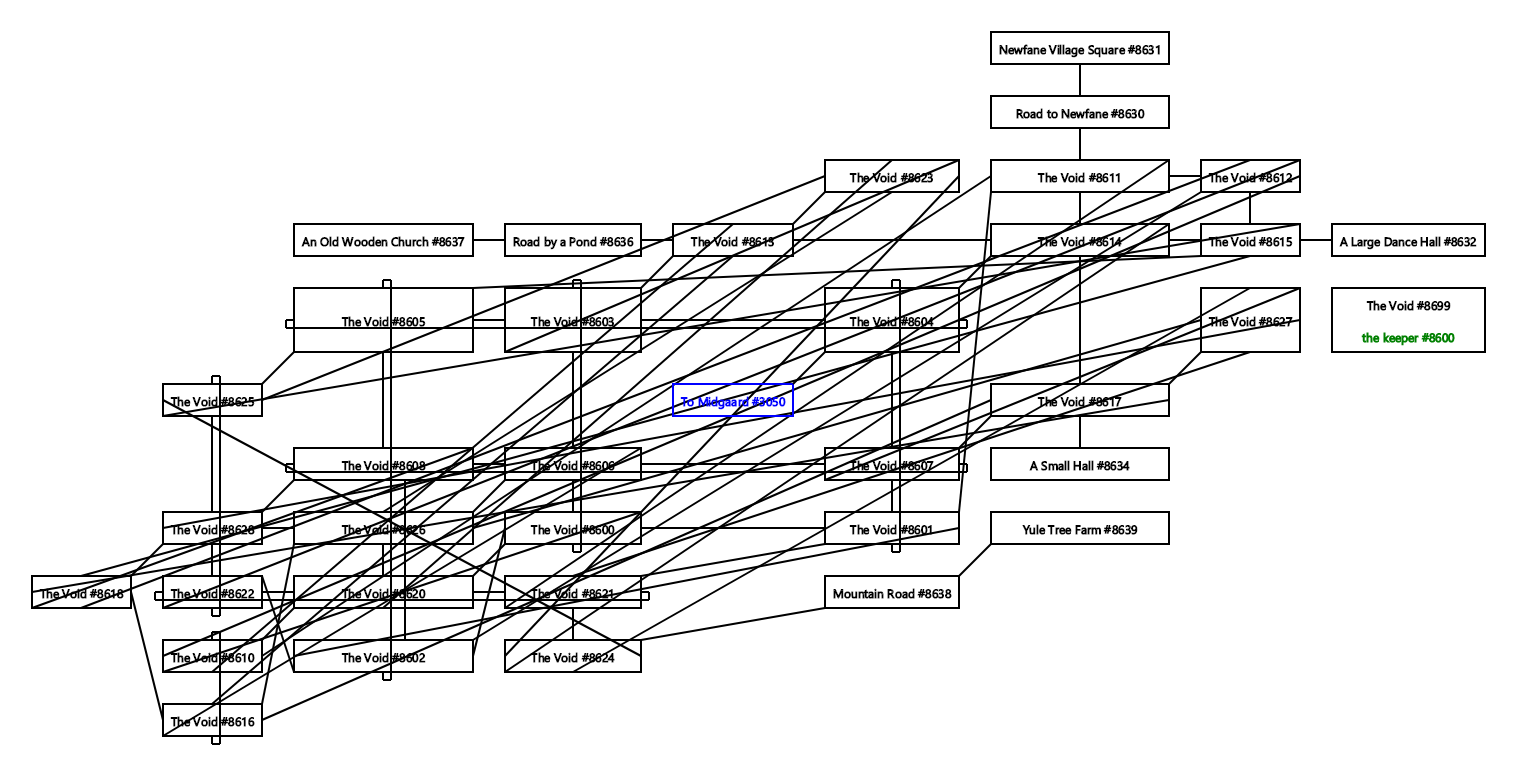 Newfane Village Square #8631
Road to Newfane #8630
The Void #8623
The Void #8611
The Void #8612
An Old Wooden Church #8637
Road by a Pond #8636
The Void #8613
The Void #8614
The Void #8615
A Large Dance Hall #8632
The Void #8605
The Void #8603
The Void #8604
The Void #8627
The Void #8699
the keeper #8600
The Void #8625
To Midgaard #3050
The Void #8617
The Void #8608
The Void #8606
The Void #8607
A Small Hall #8634
The Void #8628
The Void #8626
The Void #8600
The Void #8601
Yule Tree Farm #8639
The Void #8618
The Void #8622
The Void #8620
The Void #8621
Mountain Road #8638
The Void #8610
The Void #8602
The Void #8624
The Void #8616